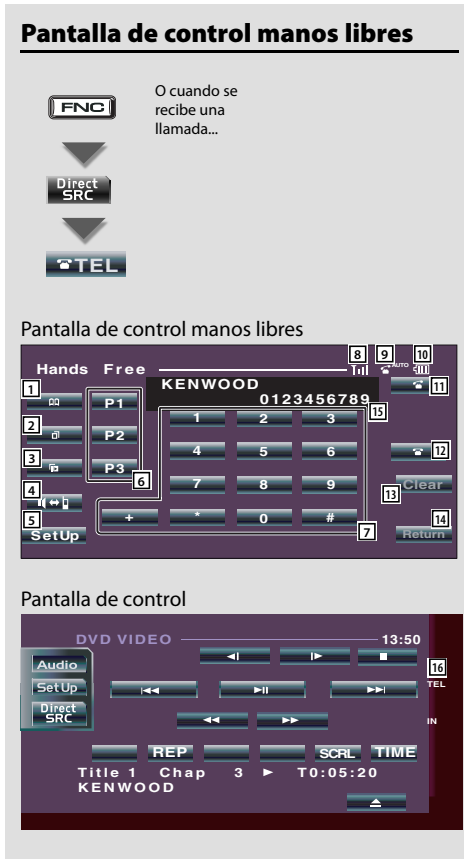 Pantalla de control manos libres
FNC
O cuando se
recibe una
llamada...
Direct
SRC
TEL
Pantalla de control manos libres
8 9 10
Hands Free AUTO
1 KENWOOD 11
0123456789
P1 15
2 1 2 3
P2
3 4 5 6 12
P3 6
4 7 8 9 13 Clear
5 + * 0 # 7 14
SetUp Return
Pantalla de control
DVD VIDEO 13:50
Audio 16
SetUp TEL
Direct
SRC
IN
REP SCRL TIME
Title 1 Chap 3 ► T0:05:20
KENWOOD